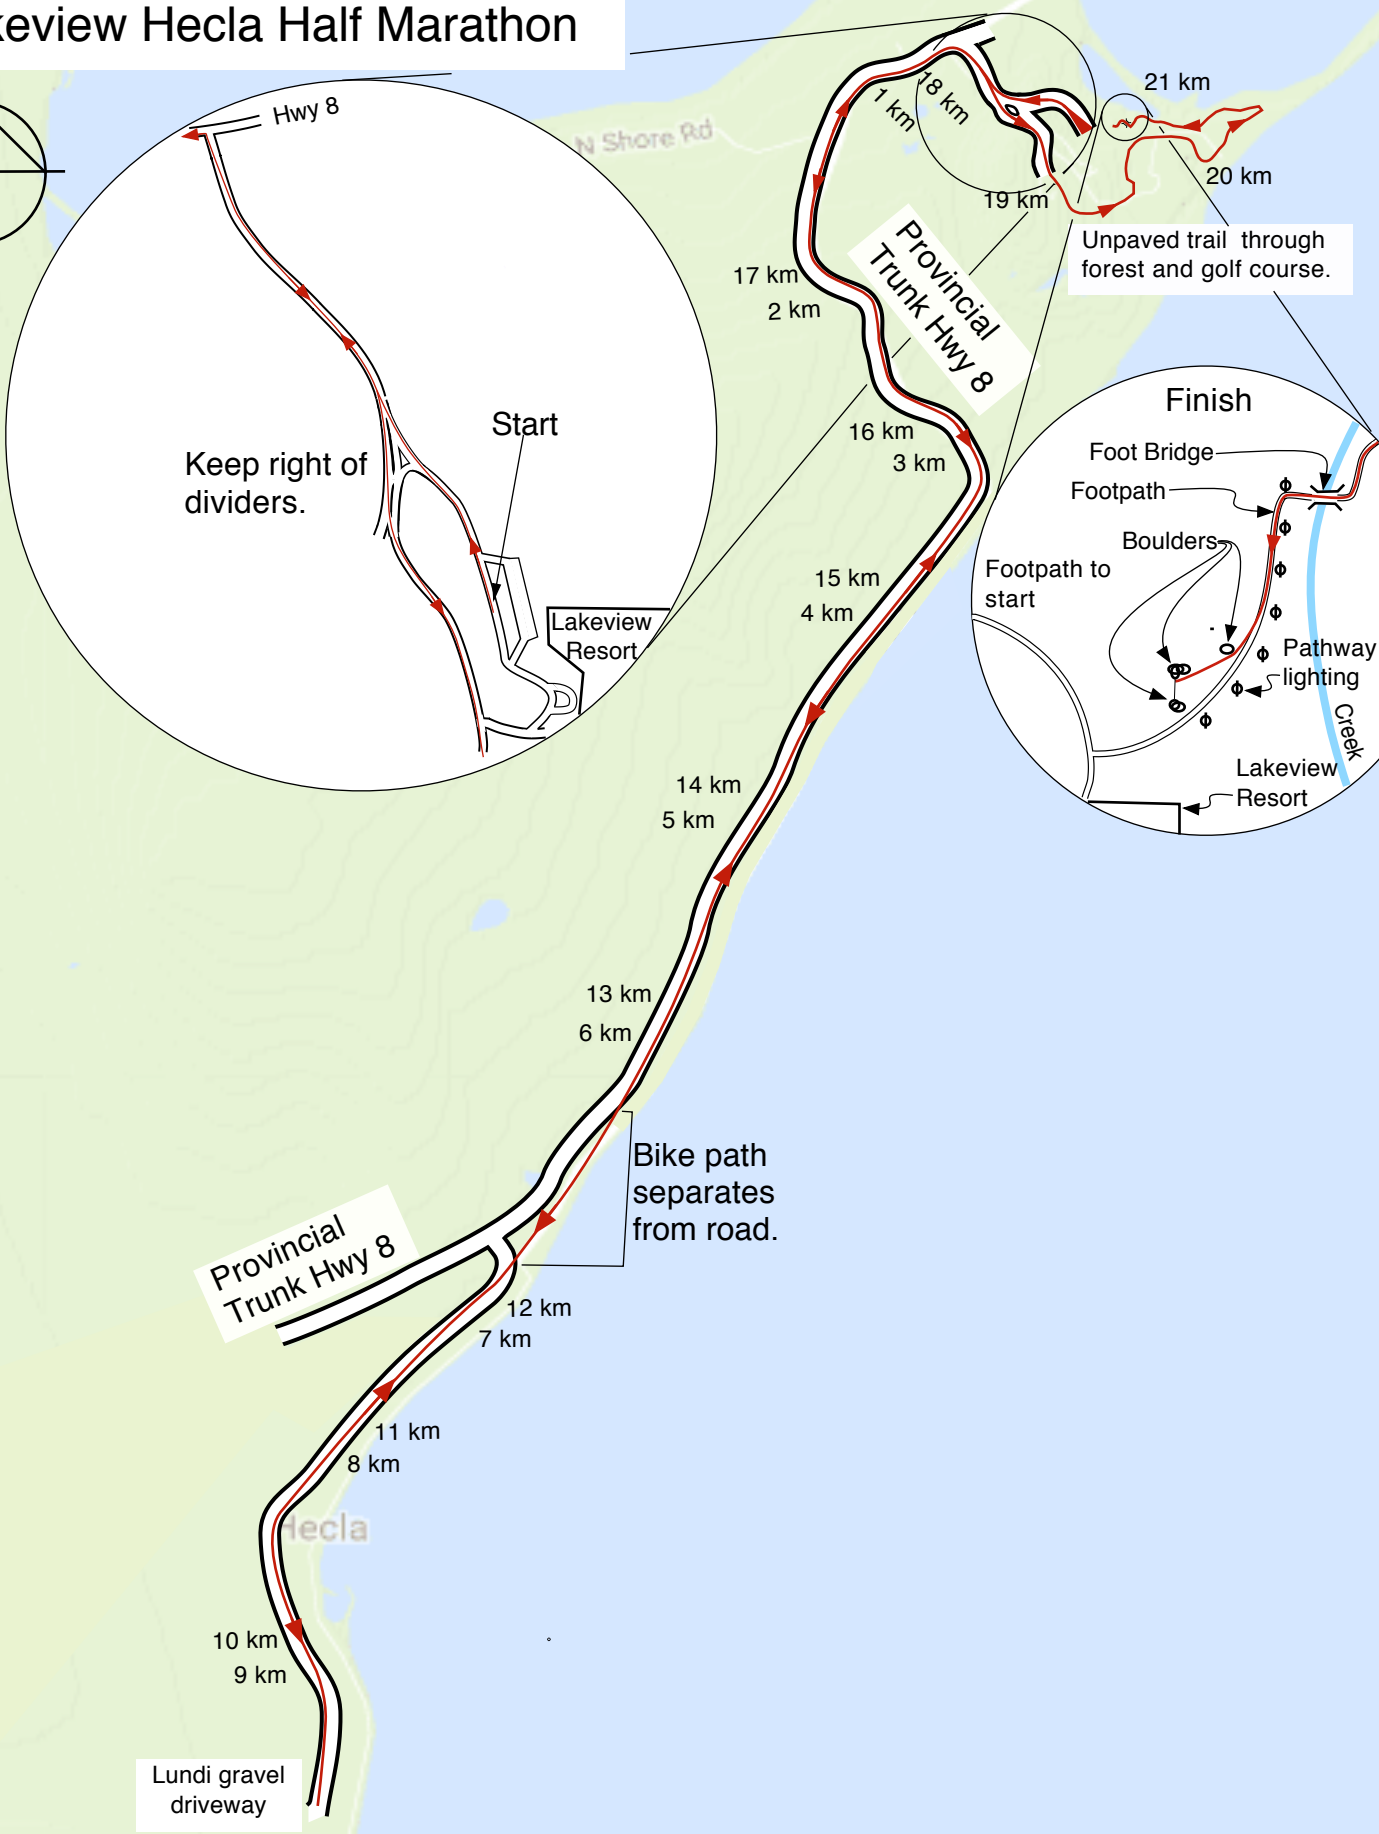 Hecla Half Marathon
Hwy 8
N Shore Rd
1 km
18 km
21 km
20 km
19 km
Unpaved trail through
forest and golf course.
Provincial
Trunk Hwy 8
17 km
2 km
Start
Keep right of
dividers.
Lakeview
Resort
16 km
3 km
Finish
Foot Bridge
Footpath
Boulders
Footpath to
start
Pathway
lighting
Creek
Lakeview
Resort
15 km
4 km
14 km
5 km
13 km
6 km
Bike path
separates
from road.
Provincial
Trunk Hwy 8
12 km
7 km
11 km
8 km
Hecla
10 km
9 km
Lundi gravel
driveway